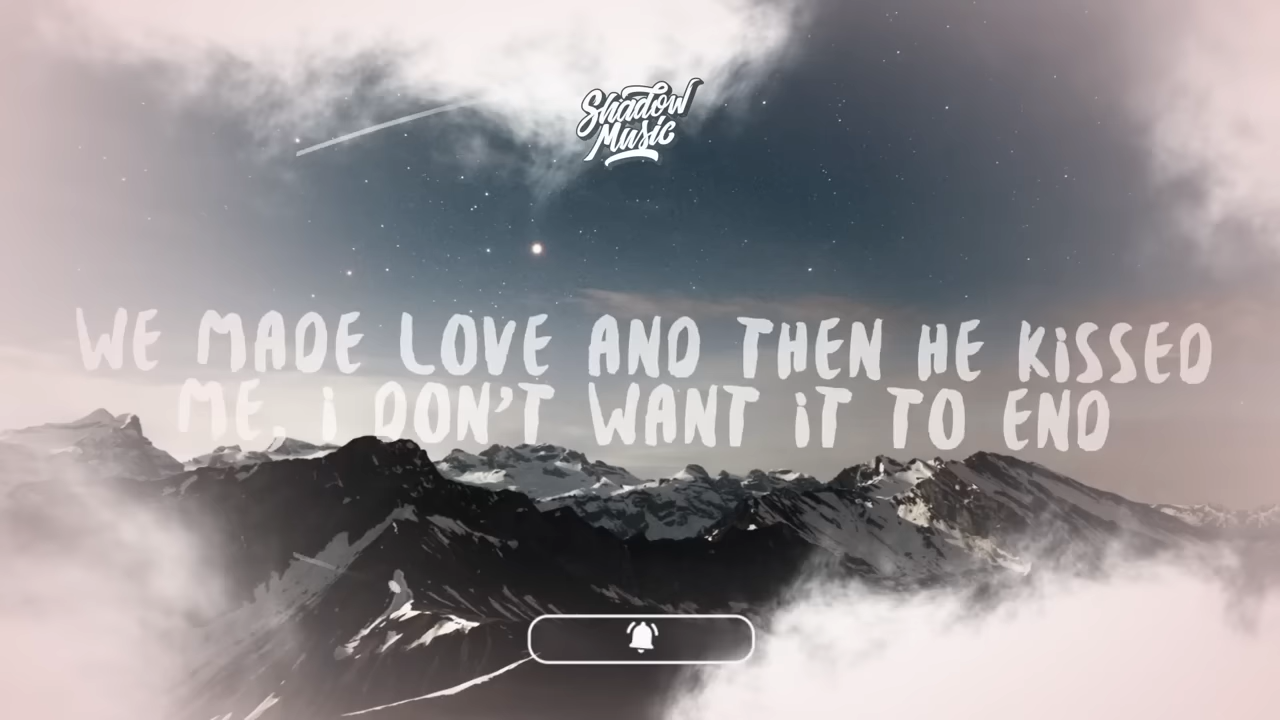 Shadow
Music
WE MADE LOVE AND THEN HE KiSSED
ME. i DON'T WANT iT TO END